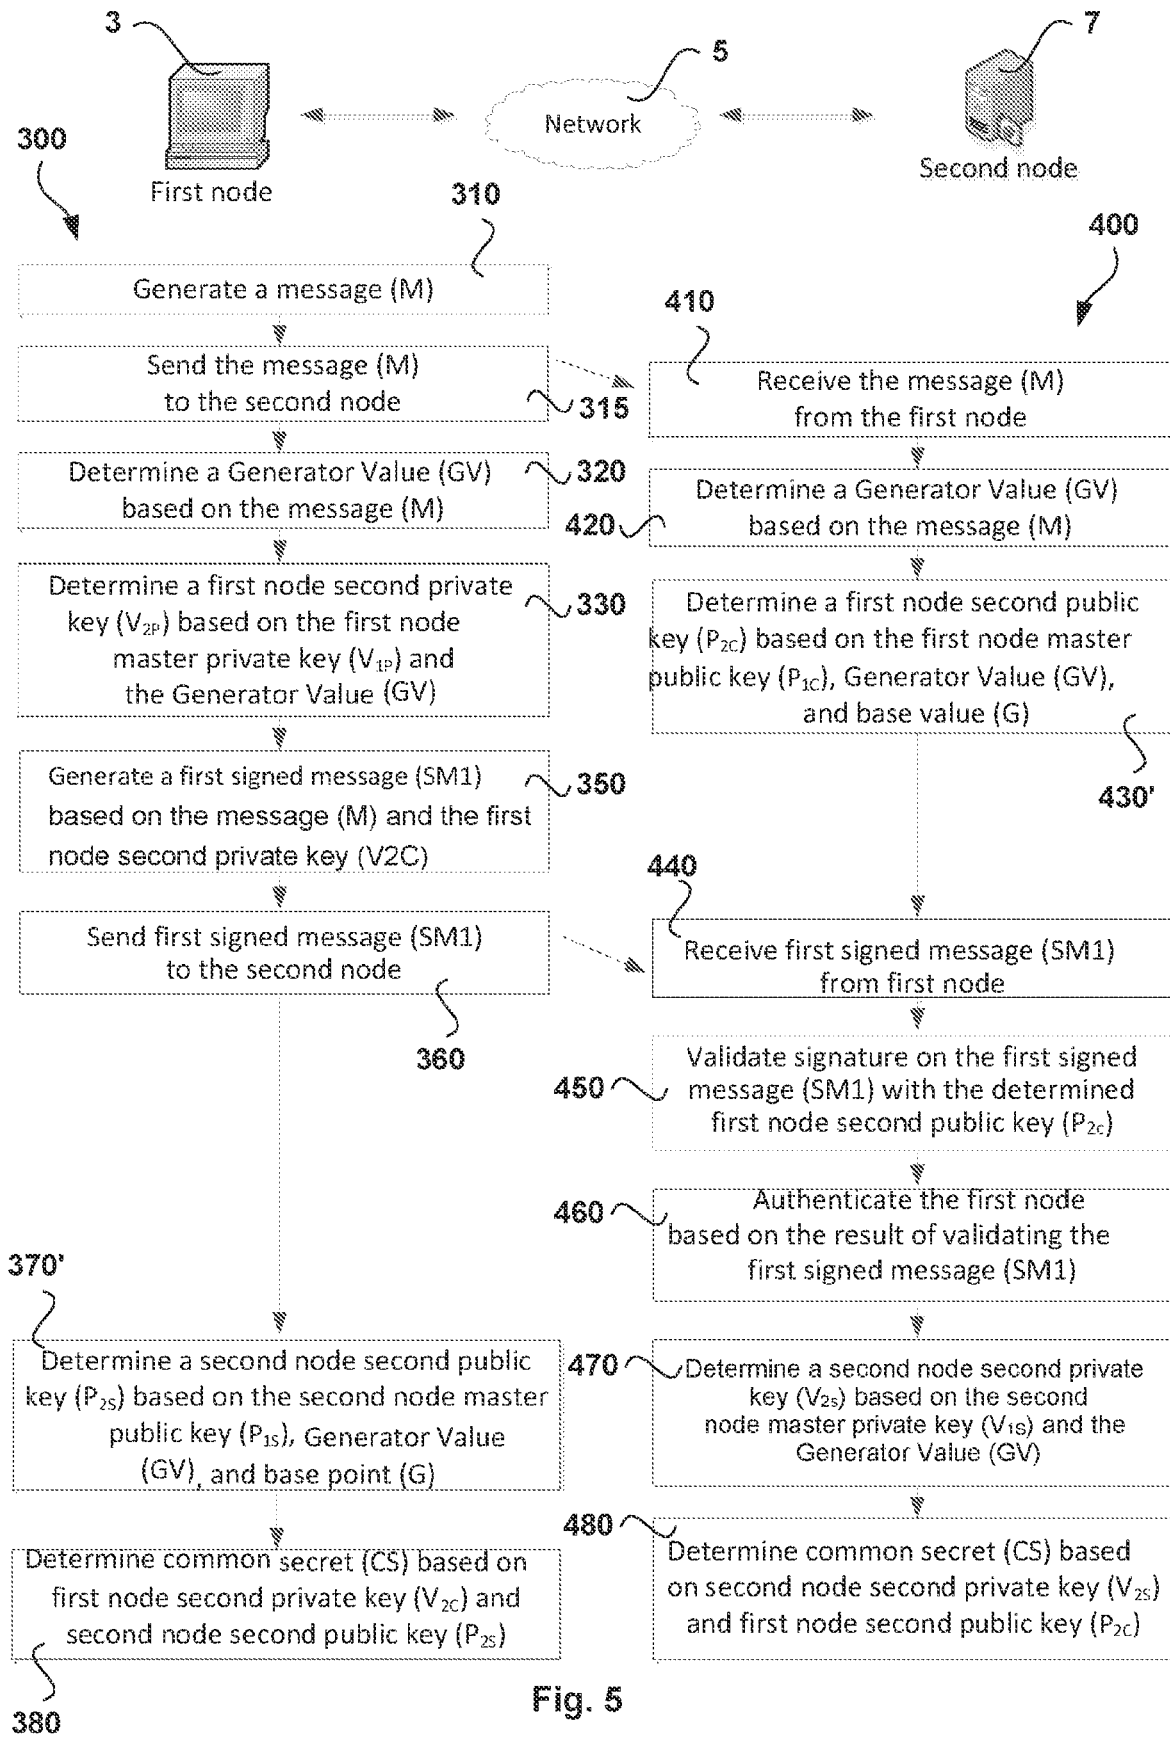 3
5
7
Network
First node
Second node
300
310
400
Generate a message (M)
410
Send the message (M)
to the second node
315
Receive the message (M)
from the first node
Determine a Generator Value (GV)
based on the message (M)
320
Determine a Generator Value (GV)
based on the message (M)
420
Determine a first node second private
key (V2P) based on the first node
master private key (V1P) and
the Generator Value (GV)
330
Determine a first node second public
key (P2C) based on the first node master
public key (P1C), Generator Value (GV),
and base value (G)
430'
Generate a first signed message (SM1)
based on the message (M) and the first
node second private key (V2C)
350
440
Send first signed message (SM1)
to the second node
360
Receive first signed message (SM1)
from first node
450
Validate signature on the first signed
message (SM1) with the determined
first node second public key (P2c)
460
Authenticate the first node
based on the result of validating the
first signed message (SM1)
370'
Determine a second node second public
key (P2S) based on the second node master
public key (P1S), Generator Value
(GV), and base point (G)
470
Determine a second node second private
key (V2s) based on the second
node master private key (V1S) and the
Generator Value (GV)
480
Determine common secret (CS) based on
first node second private key (V2C) and
second node second public key (P2S)
380
Determine common secret (CS) based
on second node second private key (V2S)
and first node second public key (P2C)
Fig. 5